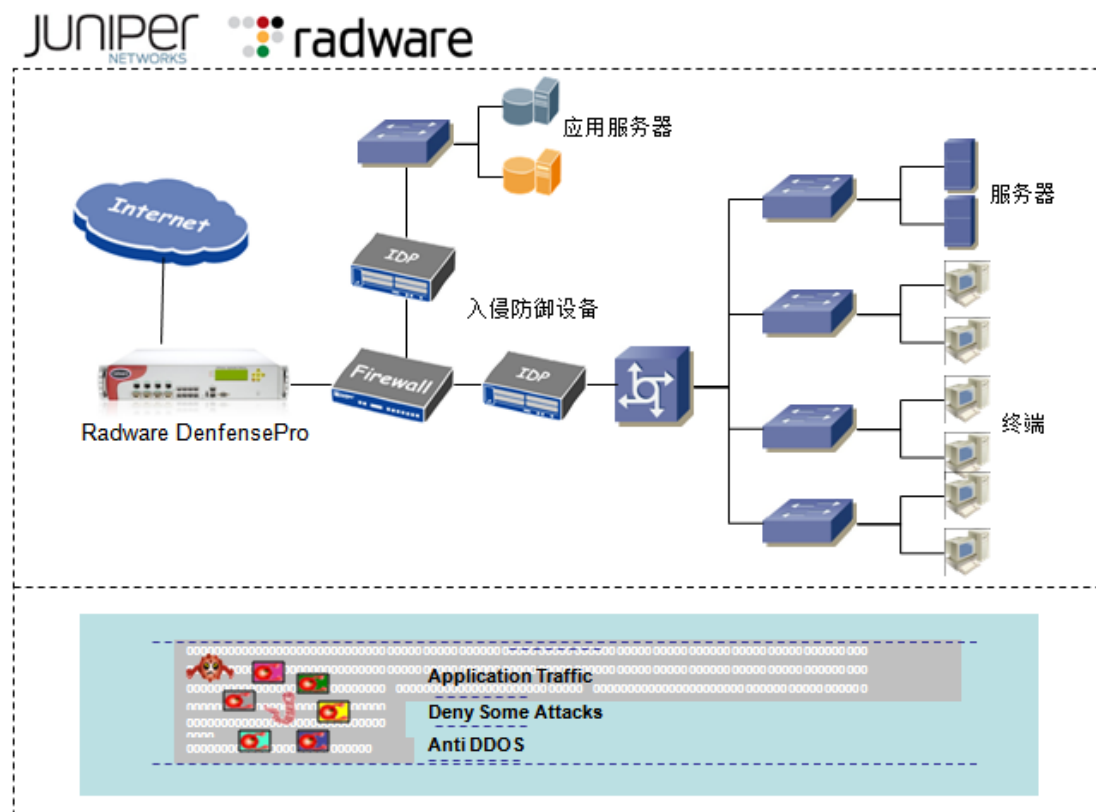 JUNIPER
NETWORKS
radware
应用服务器
Internet
IDP
服务器
入侵防御设备
Firewall
IDP
Radware DenfensePro
终端
Application Traffic
Deny Some Attacks
Anti DDOS